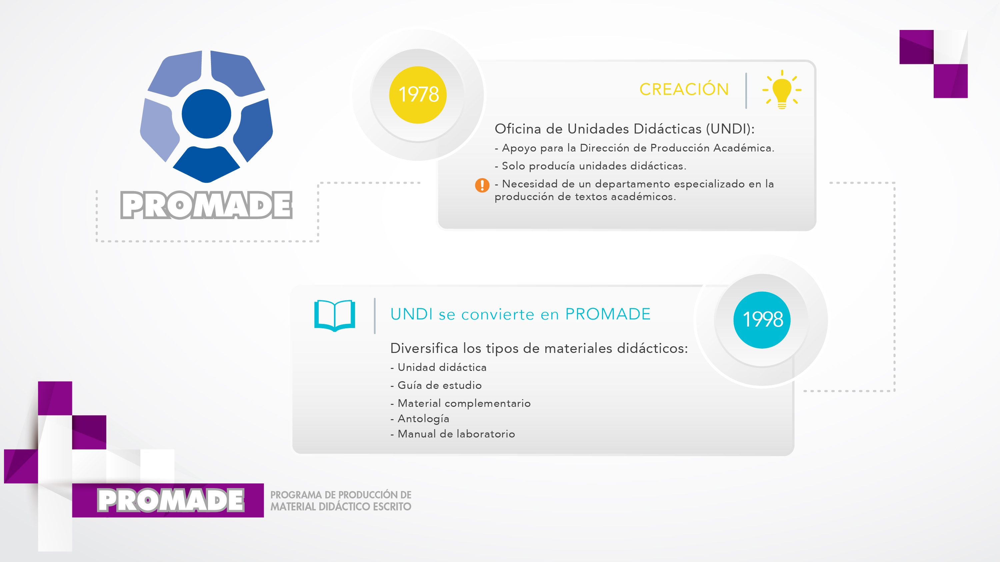 PROMADE
1978
CREACIÓN
Oficina de Unidades Didácticas (UNDI):
- Apoyo para la Dirección de Producción Académica.
- Solo producía unidades didácticas.
- Necesidad de un departamento especializado en la
producción de textos académicos.
UNDI se convierte en PROMADE
1998
Diversifica los tipos de materiales didácticos:
- Unidad didáctica
- Guía de estudio
- Material complementario
- Antología
- Manual de laboratorio
PROMADE
PROGRAMA DE PRODUCCIÓN DE
MATERIAL DIDÁCTICO ESCRITO